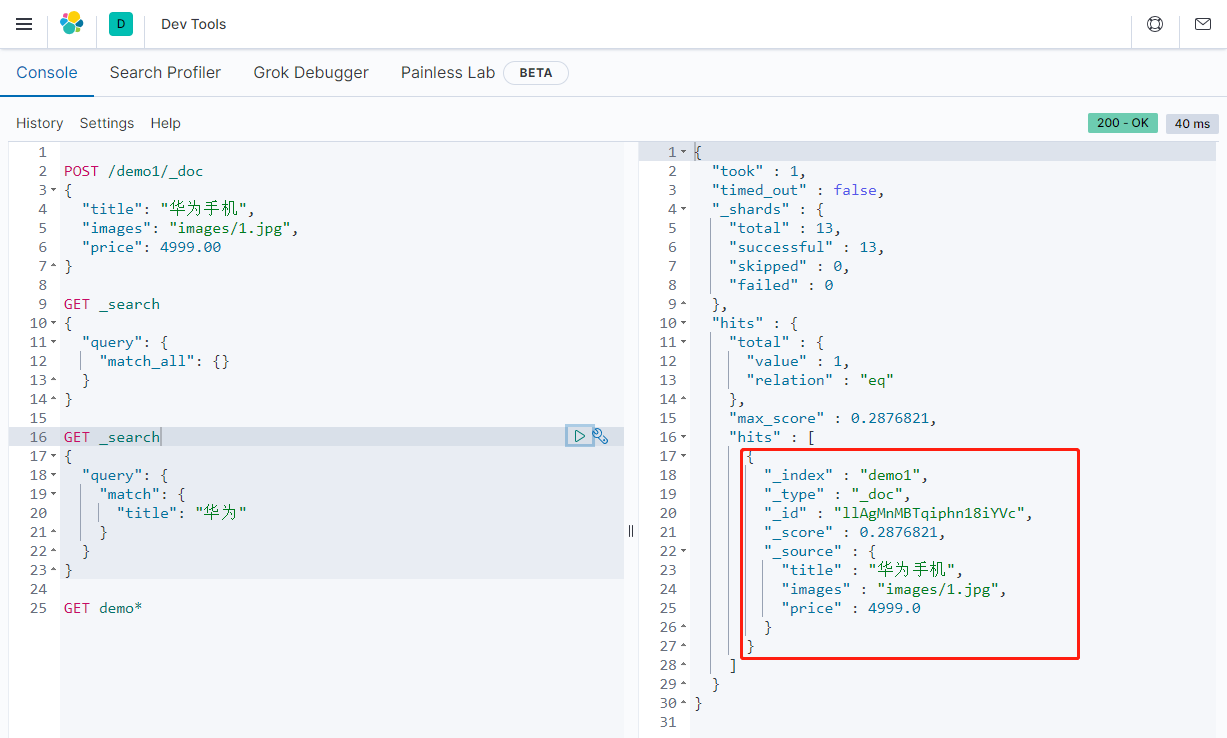 D Dev Tools
Console Search Profiler Grok Debugger Painless Lab BETA
History Settings Help 200 - OK 40 ms
1
2 POST /demo1/_doc
3 {
4 "title": "华为手机",
5 "images": "images/1.jpg",
6 "price": 4999.00
7 }
8
9 GET _search
10 {
11 "query": {
12 "match_all": {}
13 }
14 }
15
16 GET _search
17 {
18 "query": {
19 "match": {
20 "title": "华为"
21 }
22 }
23 }
24
25 GET demo*
1 {
2 "took" : 1,
3 "timed_out" : false,
4 "_shards" : {
5 "total" : 13,
6 "successful" : 13,
7 "skipped" : 0,
8 "failed" : 0
9 },
10 "hits" : {
11 "total" : {
12 "value" : 1,
13 "relation" : "eq"
14 },
15 "max_score" : 0.2876821,
16 "hits" : [
17 {
18 "_index" : "demo1",
19 "_type" : "_doc",
20 "_id" : "llAgMnMBTqiphn18iYVc",
21 "_score" : 0.2876821,
22 "_source" : {
23 "title" : "华为手机",
24 "images" : "images/1.jpg",
25 "price" : 4999.0
26 }
27 }
28 ]
29 }
30 }
31